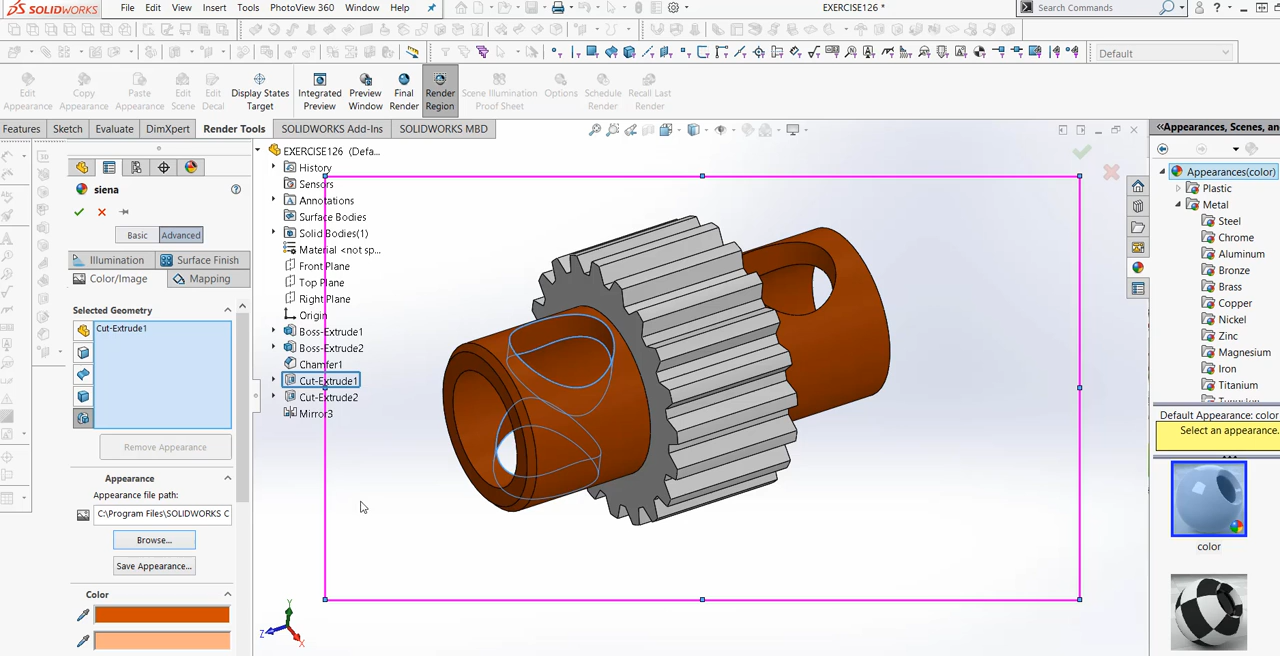 SOLIDWORKS File Edit View Insert Tools PhotoView 360 Window Help EXERCISE126 * Search Commands
Default
Edit Appearance
Copy Appearance
Paste Appearance
Edit Scene
Edit Decal
Display States Target
Integrated Preview
Preview Window
Final Render
Render Region
Scene Illumination Proof Sheet
Options
Schedule Render
Recall Last Render
Features Sketch Evaluate DimXpert Render Tools SOLIDWORKS Add-Ins SOLIDWORKS MBD
siena
Basic Advanced
Illumination Surface Finish
Color/Image Mapping
Selected Geometry
Cut-Extrude1
Remove Appearance
Appearance
Appearance file path:
C:\Program Files\SOLIDWORKS C
Browse...
Save Appearance...
Color
EXERCISE126 (Defa...
History
Sensors
Annotations
Surface Bodies
Solid Bodies(1)
Material <not sp...
Front Plane
Top Plane
Right Plane
Origin
Boss-Extrude1
Boss-Extrude2
Chamfer1
Cut-Extrude1
Cut-Extrude2
Mirror3
Y
Z
X
Appearances, Scenes, an
Appearances(color)
Plastic
Metal
Steel
Chrome
Aluminum
Bronze
Brass
Copper
Nickel
Zinc
Magnesium
Iron
Titanium
Default Appearance: color
Select an appearance.
color